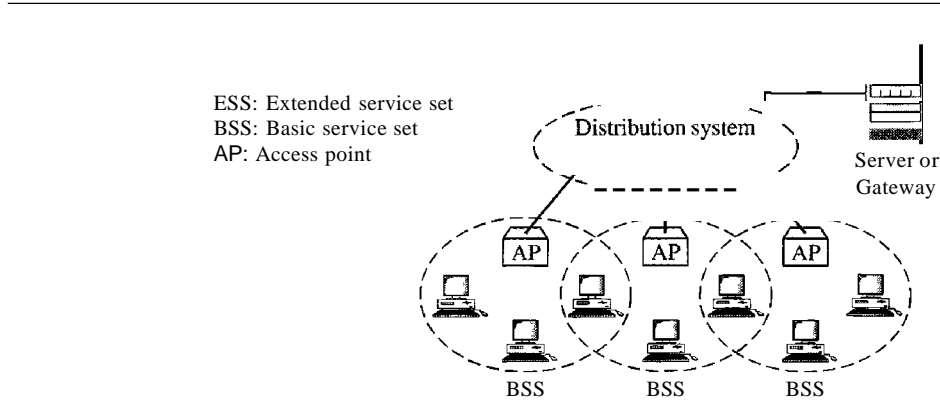 ESS: Extended service set
BSS: Basic service set
AP: Access point
Distribution system
Server or
Gateway
AP AP AP
BSS BSS BSS